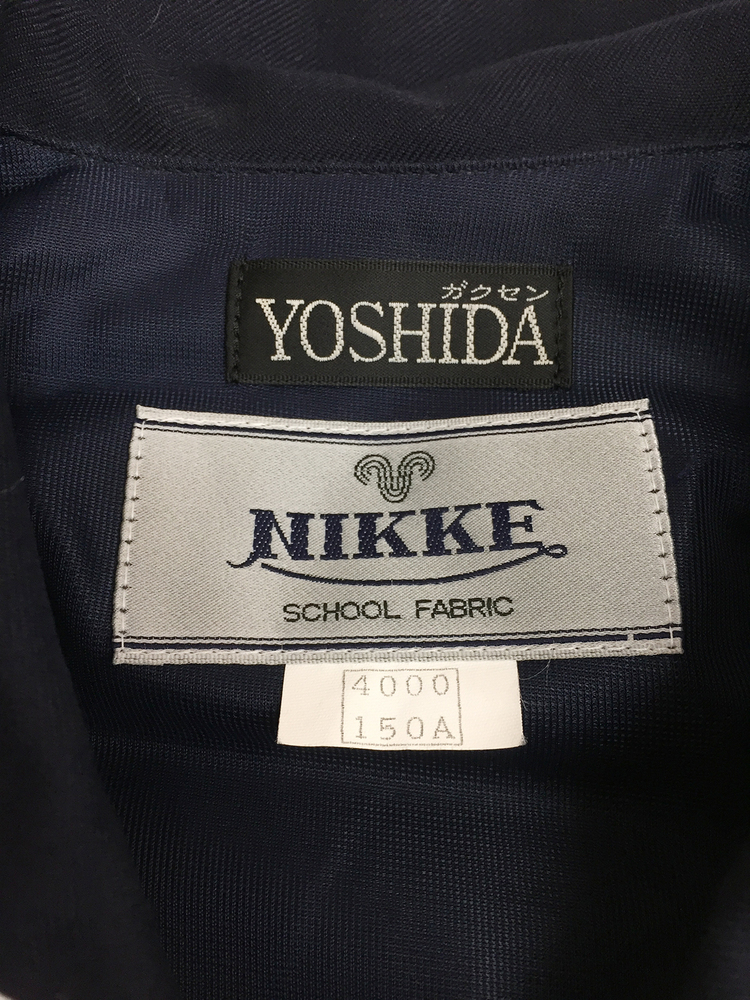 ガクセン
YOSHIDA
NIKKE
SCHOOL FABRIC
4000
150A